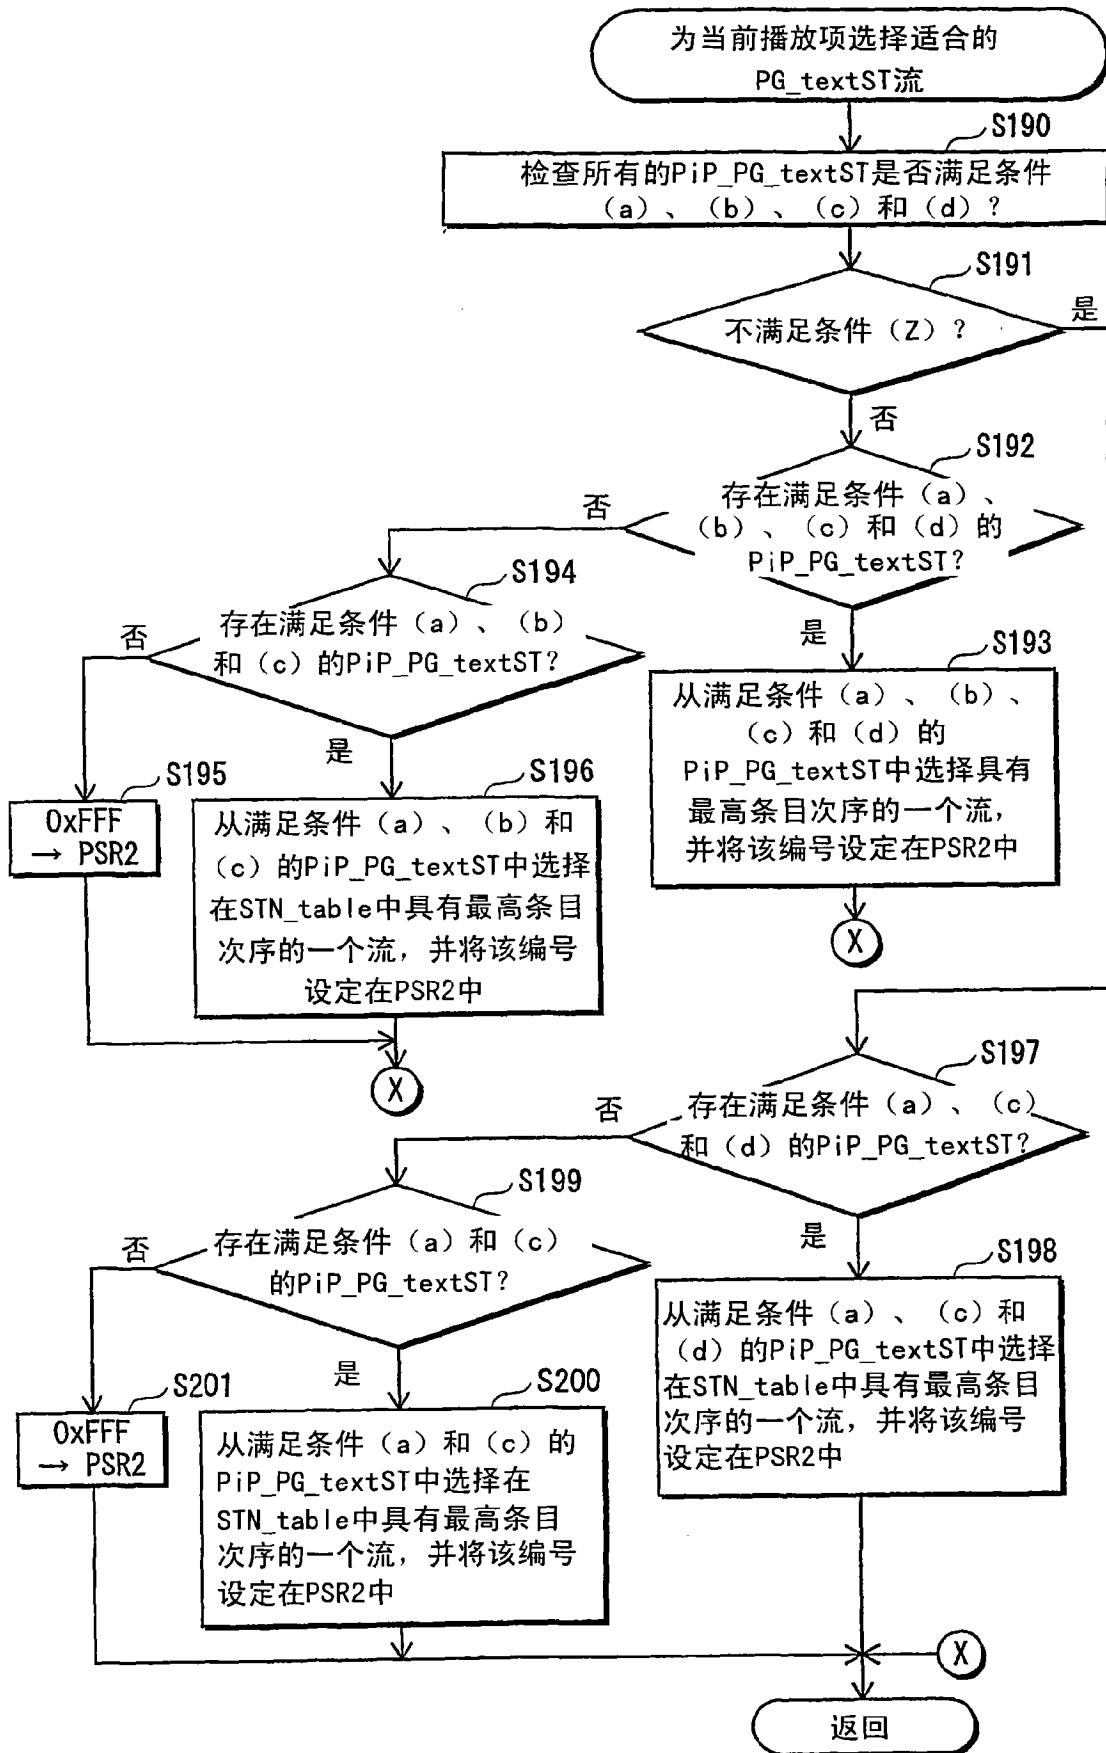 为当前播放项选择适合的
PG_textST流
S190
检查所有的PiP_PG_textST是否满足条件
(a)、(b)、(c)和(d)?
S191
不满足条件(Z)?
是
否
S192
存在满足条件(a)、
(b)、(c)和(d)的
PiP_PG_textST?
否
是
S194
存在满足条件(a)、(b)
和(c)的PiP_PG_textST?
否
是
S193
从满足条件(a)、(b)、
(c)和(d)的
PiP_PG_textST中选择具有
最高条目次序的一个流,
并将该编号设定在PSR2中
X
S195
0xFFF
→ PSR2
S196
从满足条件(a)、(b)和
(c)的PiP_PG_textST中选择
在STN_table中具有最高条目
次序的一个流,并将该编号
设定在PSR2中
X
S197
存在满足条件(a)、(c)
和(d)的PiP_PG_textST?
否
是
S199
存在满足条件(a)和(c)
的PiP_PG_textST?
否
是
S198
从满足条件(a)、(c)和
(d)的PiP_PG_textST中选择
在STN_table中具有最高条目
次序的一个流,并将该编号
设定在PSR2中
S201
0xFFF
→ PSR2
S200
从满足条件(a)和(c)的
PiP_PG_textST中选择在
STN_table中具有最高条目
次序的一个流,并将该编号
设定在PSR2中
X
返回